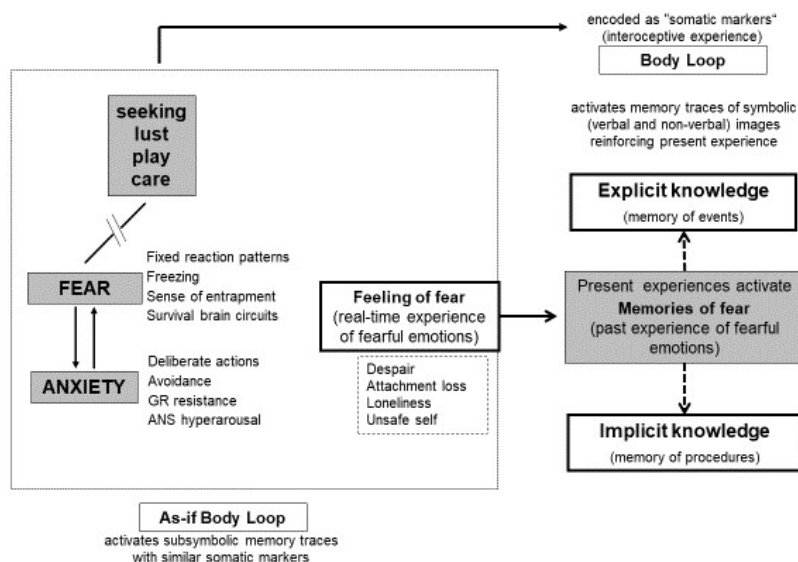 encoded as "somatic markers“
(interoceptive experience)
Body Loop
activates memory traces of symbolic
(verbal and non-verbal) images
reinforcing present experience
seeking
lust
play
care
Explicit knowledge
(memory of events)
FEAR
Fixed reaction patterns
Freezing
Sense of entrapment
Survival brain circuits
Feeling of fear
(real-time experience
of fearful emotions)
Present experiences activate
Memories of fear
(past experience of fearful
emotions)
ANXIETY
Deliberate actions
Avoidance
GR resistance
ANS hyperarousal
Despair
Attachment loss
Loneliness
Unsafe self
Implicit knowledge
(memory of procedures)
As-if Body Loop
activates subsymbolic memory traces
with similar somatic markers